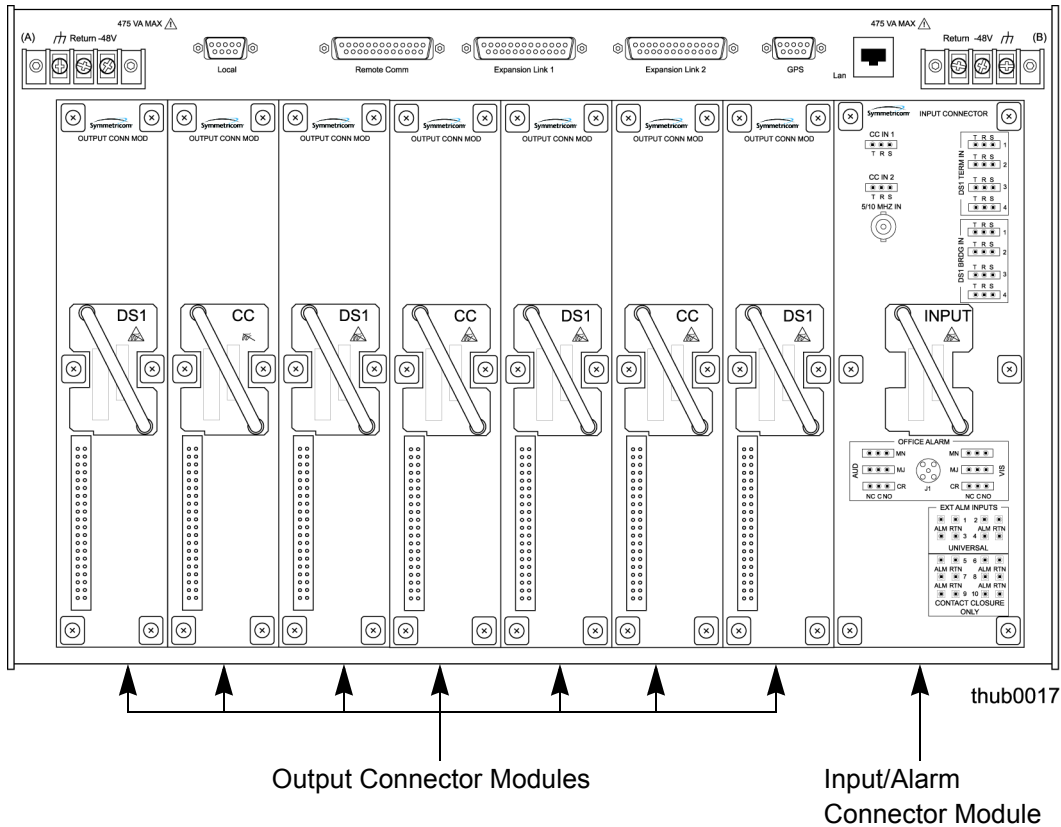 475 VA MAX
475 VA MAX
(A) Return -48V
Return -48V (B)
Local
Remote Comm
Expansion Link 1
Expansion Link 2
GPS
Lan
Symmetricom
OUTPUT CONN MOD
Symmetricom
OUTPUT CONN MOD
Symmetricom
OUTPUT CONN MOD
Symmetricom
OUTPUT CONN MOD
Symmetricom
OUTPUT CONN MOD
Symmetricom
OUTPUT CONN MOD
Symmetricom
OUTPUT CONN MOD
Symmetricom
INPUT CONNECTOR
CC IN 1
T R S
CC IN 2
T R S
5/10 MHZ IN
DS1 TERM IN
T R S
1
T R S
2
T R S
3
T R S
4
DS1 BRDG IN
T R S
1
T R S
2
T R S
3
T R S
4
DS1
CC
DS1
CC
DS1
CC
DS1
INPUT
OFFICE ALARM
AUD
MN
MJ
CR
NC C NO
J1
MN
MJ
CR
NC C NO
VIS
EXT ALM INPUTS
1 2
ALM RTN ALM RTN
3 4
UNIVERSAL
5 6
ALM RTN ALM RTN
7 8
ALM RTN ALM RTN
9 10
CONTACT CLOSURE
ONLY
thub0017
Output Connector Modules
Input/Alarm
Connector Module